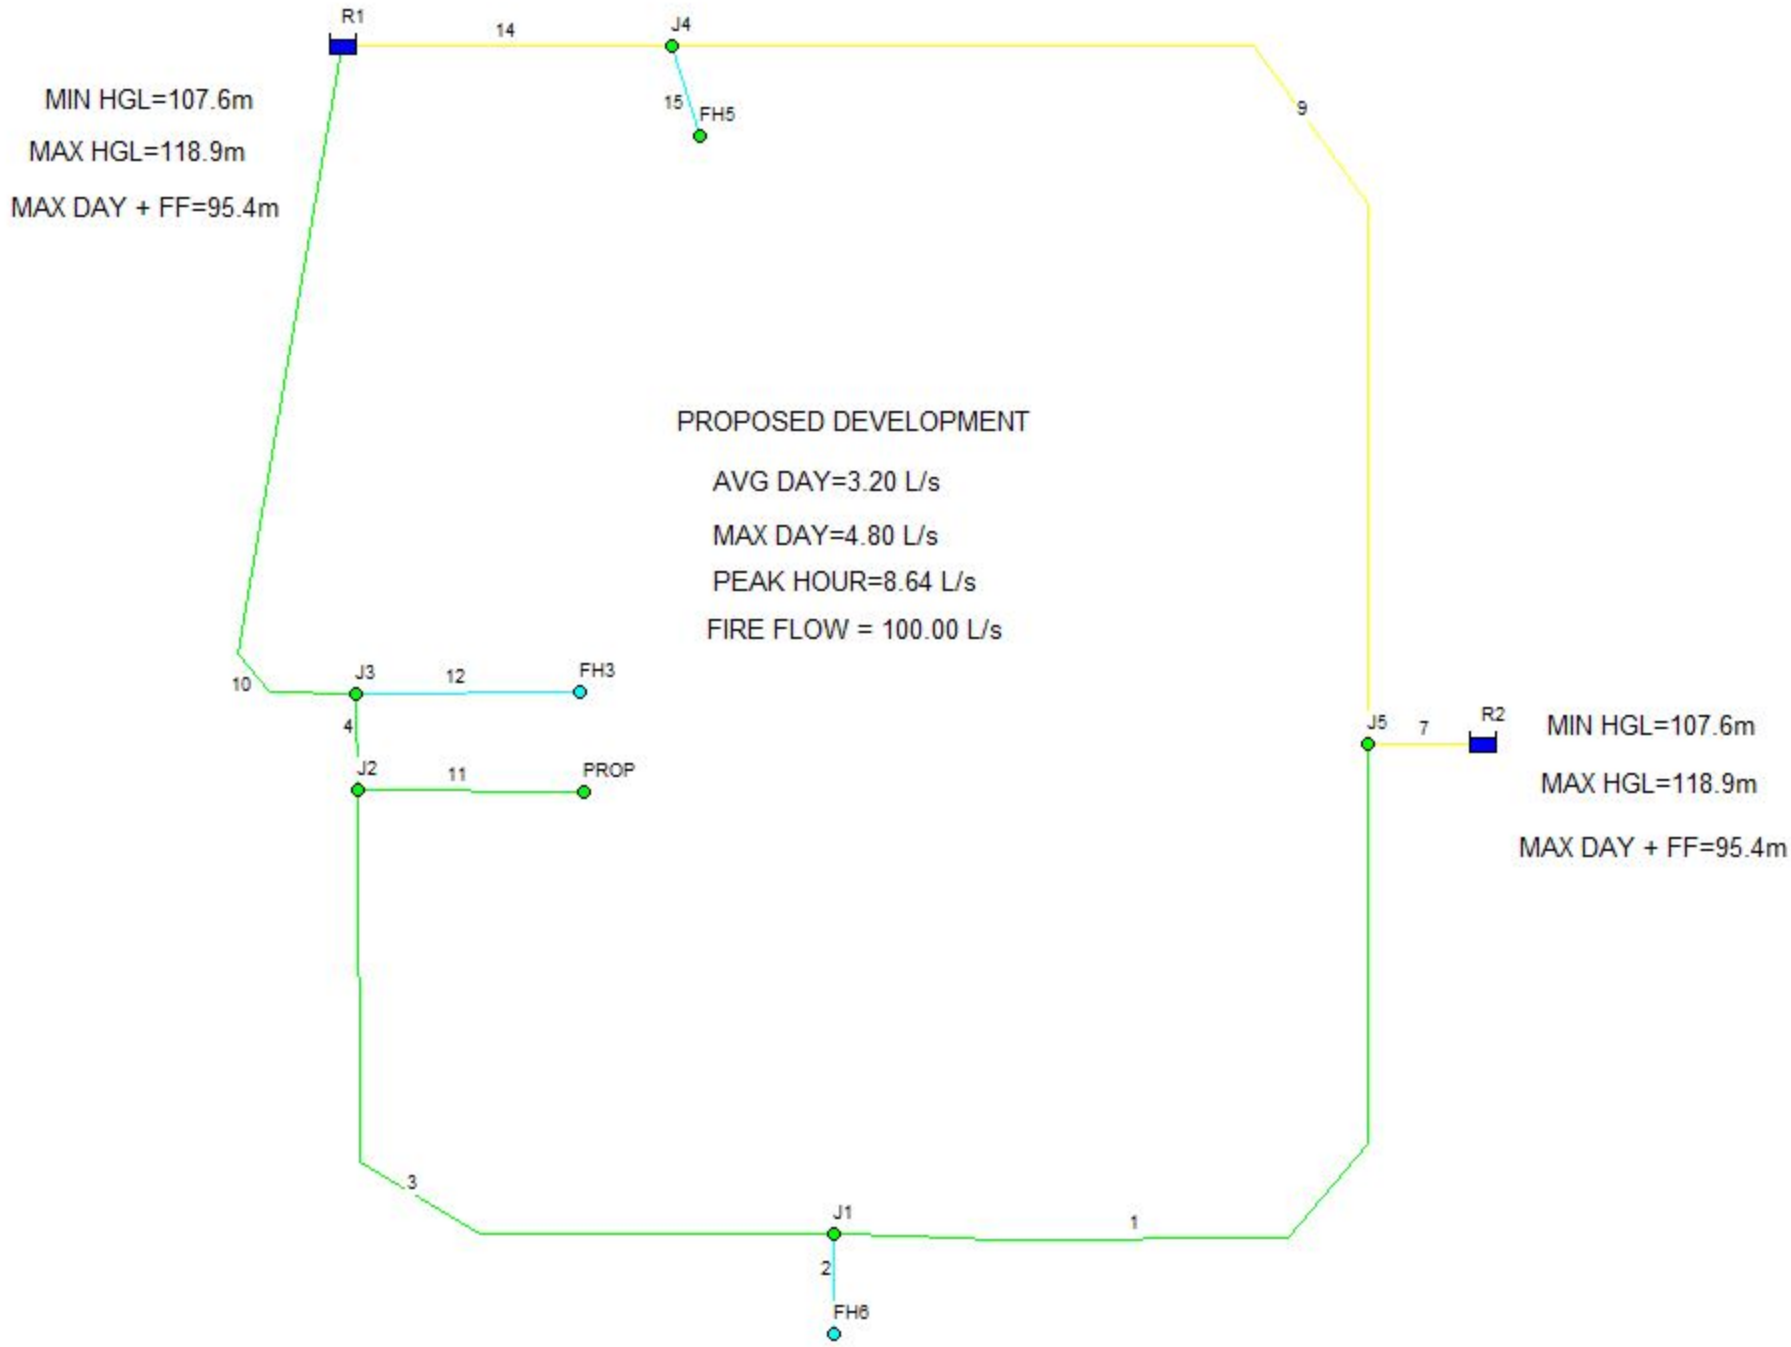 R1
14
J4
MIN HGL=107.6m
MAX HGL=118.9m
MAX DAY + FF=95.4m
15
FH5
9
PROPOSED DEVELOPMENT
AVG DAY=3.20 L/s
MAX DAY=4.80 L/s
PEAK HOUR=8.64 L/s
FIRE FLOW = 100.00 L/s
10
J3
12
FH3
4
J2
11
PROP
J5
7
R2
MIN HGL=107.6m
MAX HGL=118.9m
MAX DAY + FF=95.4m
3
J1
1
2
FH6